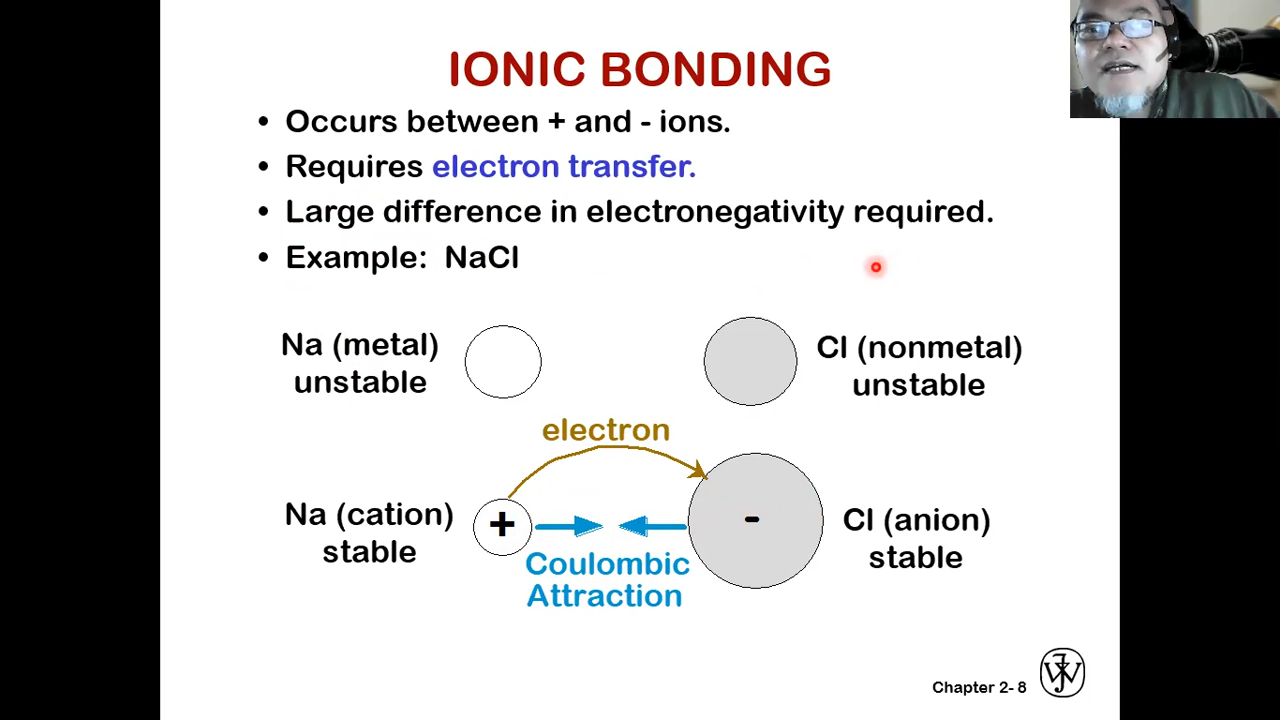 IONIC BONDING
• Occurs between + and - ions.
• Requires electron transfer.
• Large difference in electronegativity required.
• Example: NaCl
Na (metal)
unstable
Cl (nonmetal)
unstable
electron
Na (cation)
stable
+
-
Cl (anion)
stable
Coulombic
Attraction
Chapter 2- 8